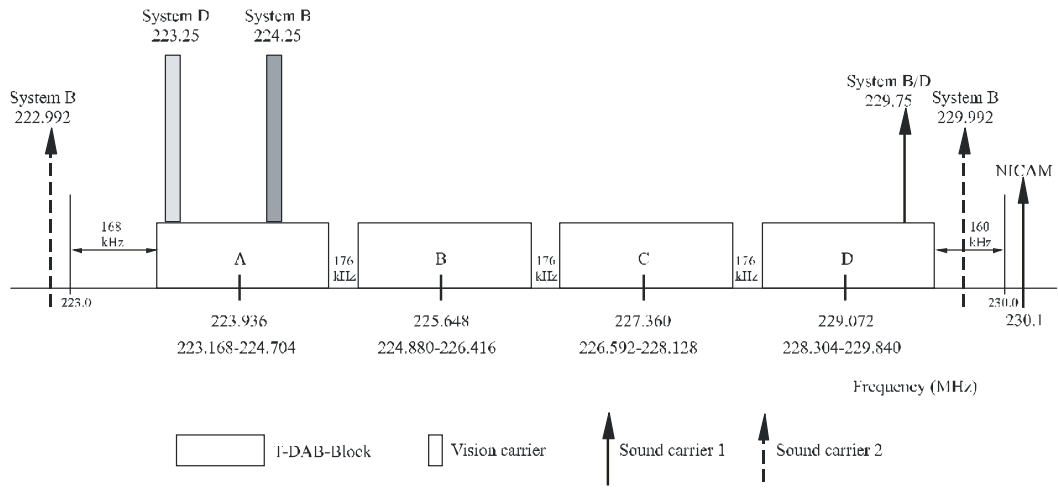 System D
223.25
System B
224.25
System B
222.992
System B/D
229.75
System B
229.992
NICAM
168
kHz
A
176
kHz
B
176
kHz
C
176
kHz
D
160
kHz
223.0
230.0
223.936
225.648
227.360
229.072
230.1
223.168-224.704
224.880-226.416
226.592-228.128
228.304-229.840
Frequency (MHz)
T-DAB-Block
Vision carrier
Sound carrier 1
Sound carrier 2